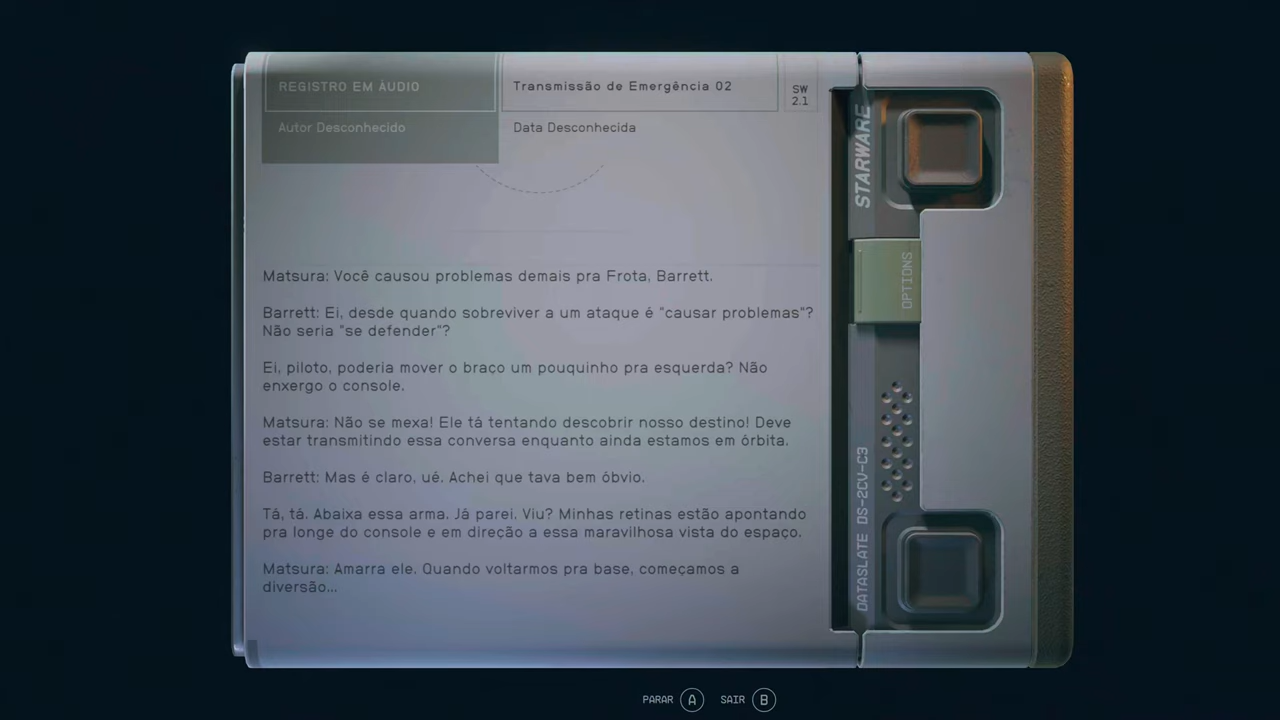 REGISTRO EM ÁUDIO
Transmissão de Emergência 02
SW
2.1
Autor Desconhecido
Data Desconhecida
Matsura: Você causou problemas demais pra Frota, Barrett.
Barrett: Ei, desde quando sobreviver a um ataque é "causar problemas"?
Não seria "se defender"?
Ei, piloto, poderia mover o braço um pouquinho pra esquerda? Não
enxergo o console.
Matsura: Não se mexa! Ele tá tentando descobrir nosso destino! Deve
estar transmitindo essa conversa enquanto ainda estamos em órbita.
Barrett: Mas é claro, ué. Achei que tava bem óbvio.
Tá, tá. Abaixa essa arma. Já parei. Viu? Minhas retinas estão apontando
pra longe do console e em direção a essa maravilhosa vista do espaço.
Matsura: Amarra ele. Quando voltarmos pra base, começamos a
diversão...
STARWARE
OPTIONS
DATASLATE DS-2CV-C3
PARAR A SAIR B